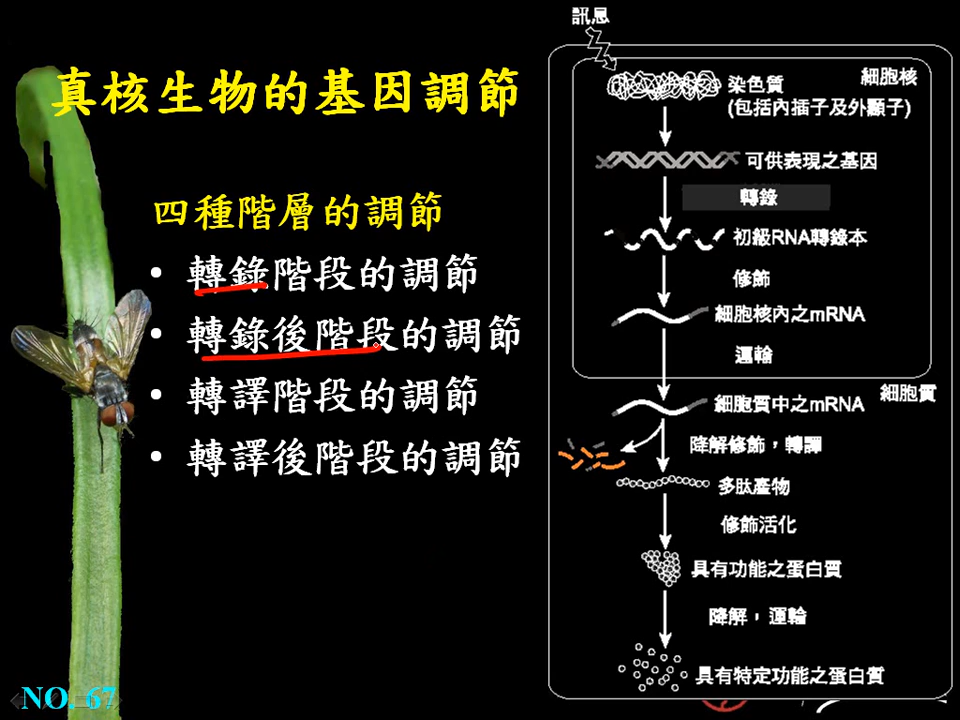 真核生物的基因調節
四種階層的調節
• 轉錄階段的調節
• 轉錄後階段的調節
• 轉譯階段的調節
• 轉譯後階段的調節
NO. 67
訊息
細胞核
染色質
(包括內插子及外顯子)
可供表現之基因
轉錄
初級RNA轉錄本
修飾
細胞核內之mRNA
運輸
細胞質
細胞質中之mRNA
降解修飾，轉譯
多肽產物
修飾活化
具有功能之蛋白質
降解，運輸
具有特定功能之蛋白質